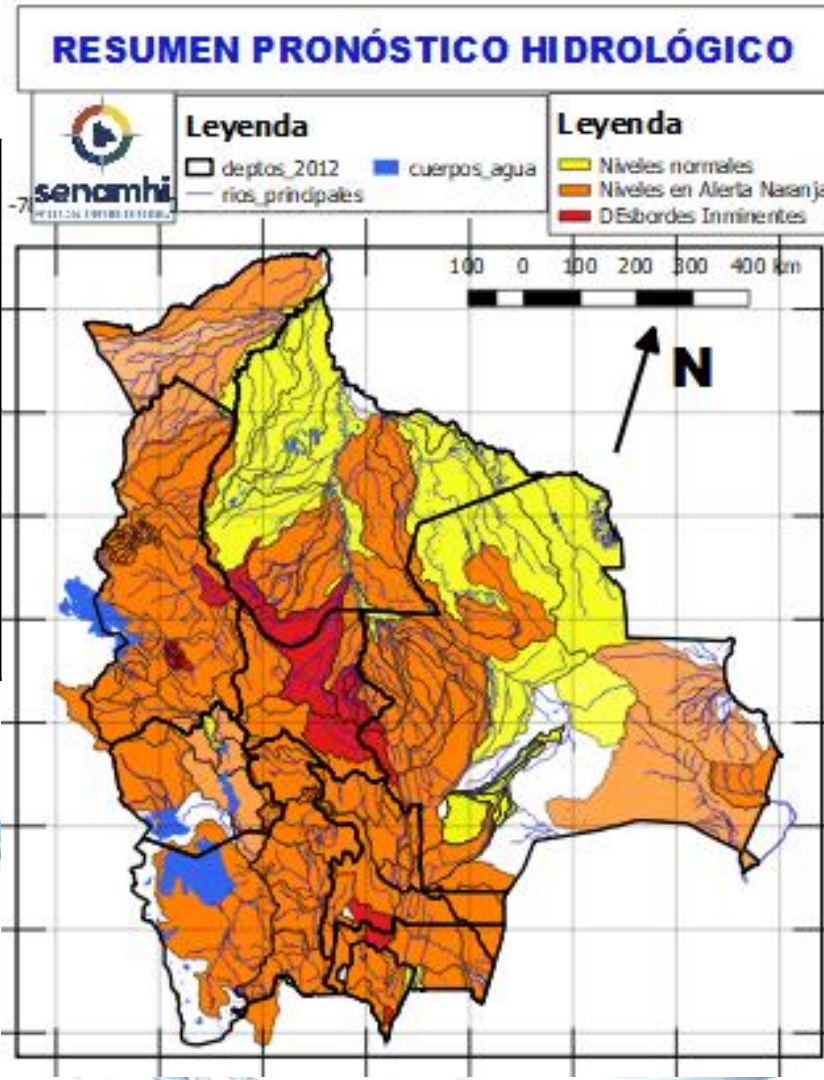 RESUMEN PRONÓSTICO HIDROLÓGICO
senamhi
Leyenda
deptos_2012
cuerpos_agua
rios_principales
Leyenda
Niveles normales
Niveles en Alerta Naranja
DEsbordes Inminentes
100 0 100 200 300 400 km
N